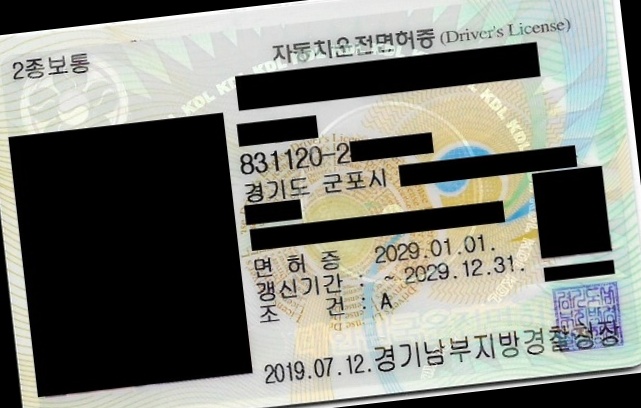 2종보통
자동차운전면허증 (Driver's License)
831120-2
경기도 군포시
면 허 증 2029.01.01.
갱신기간 : ~ 2029.12.31.
조 건 : A
2019.07.12. 경기남부지방경찰청장